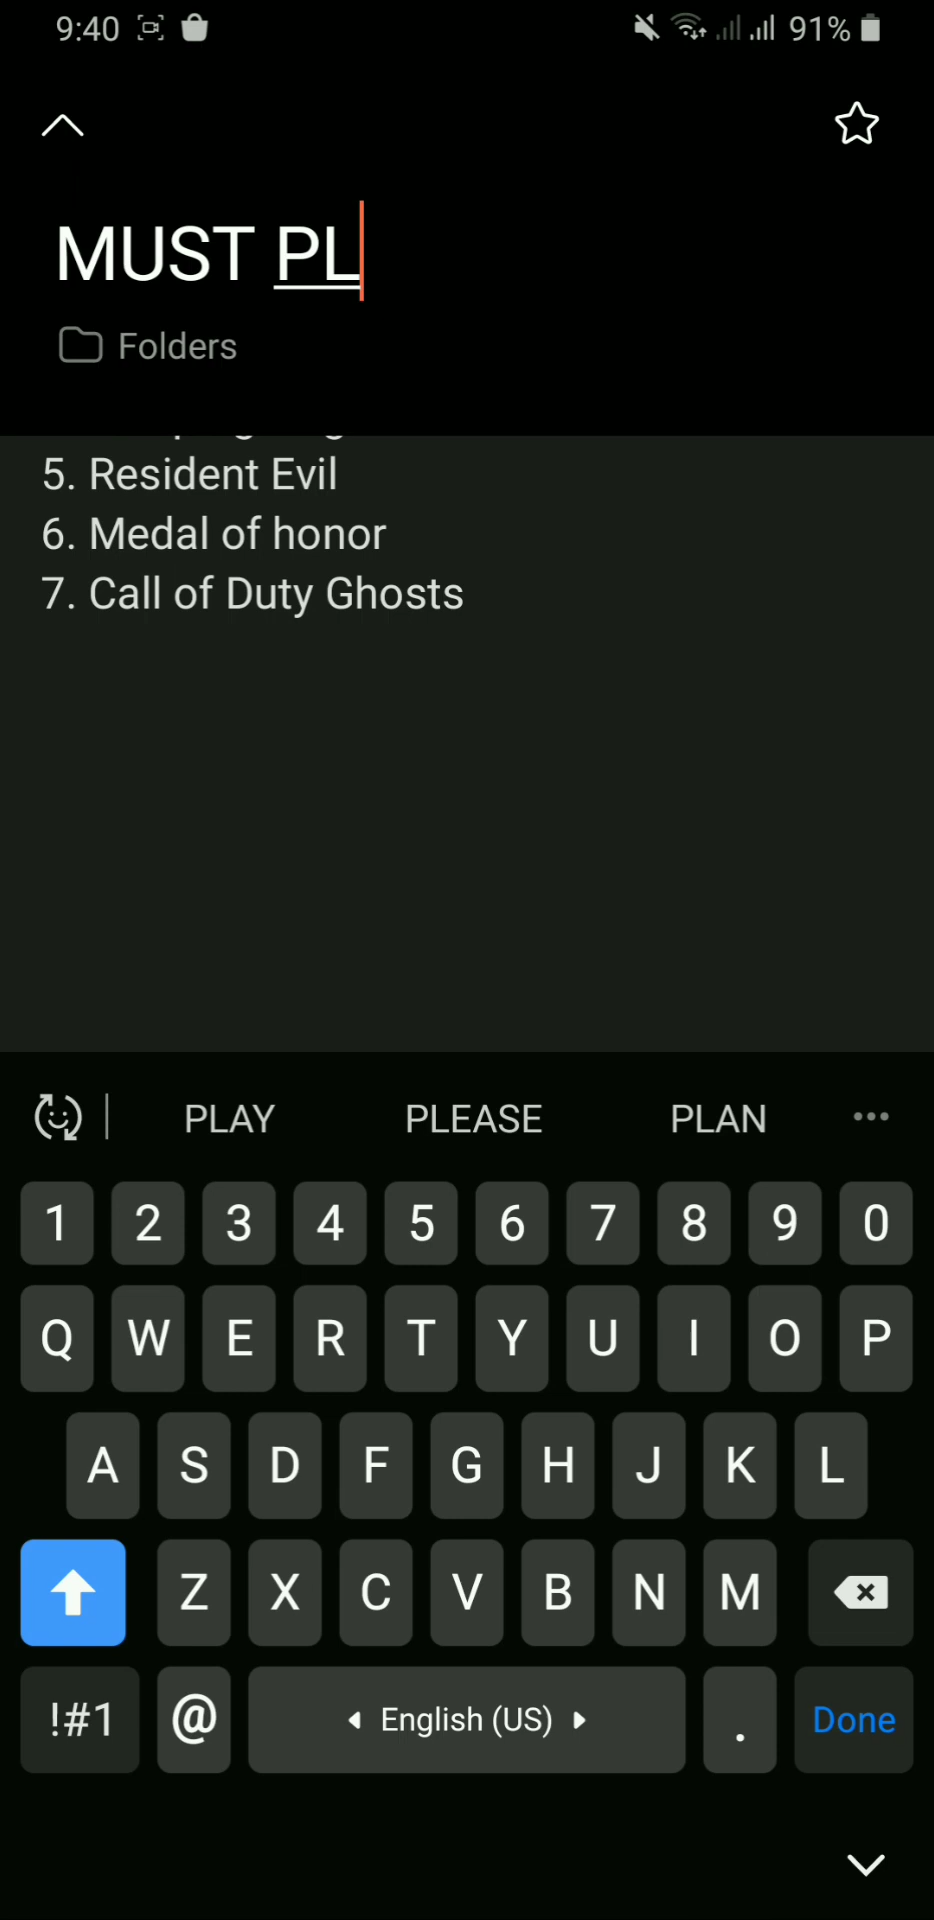 9:40 91%
MUST PL
Folders
5. Resident Evil
6. Medal of honor
7. Call of Duty Ghosts
PLAY PLEASE PLAN
1 2 3 4 5 6 7 8 9 0
Q W E R T Y U I O P
A S D F G H J K L
Z X C V B N M
!#1 @ English (US) . Done